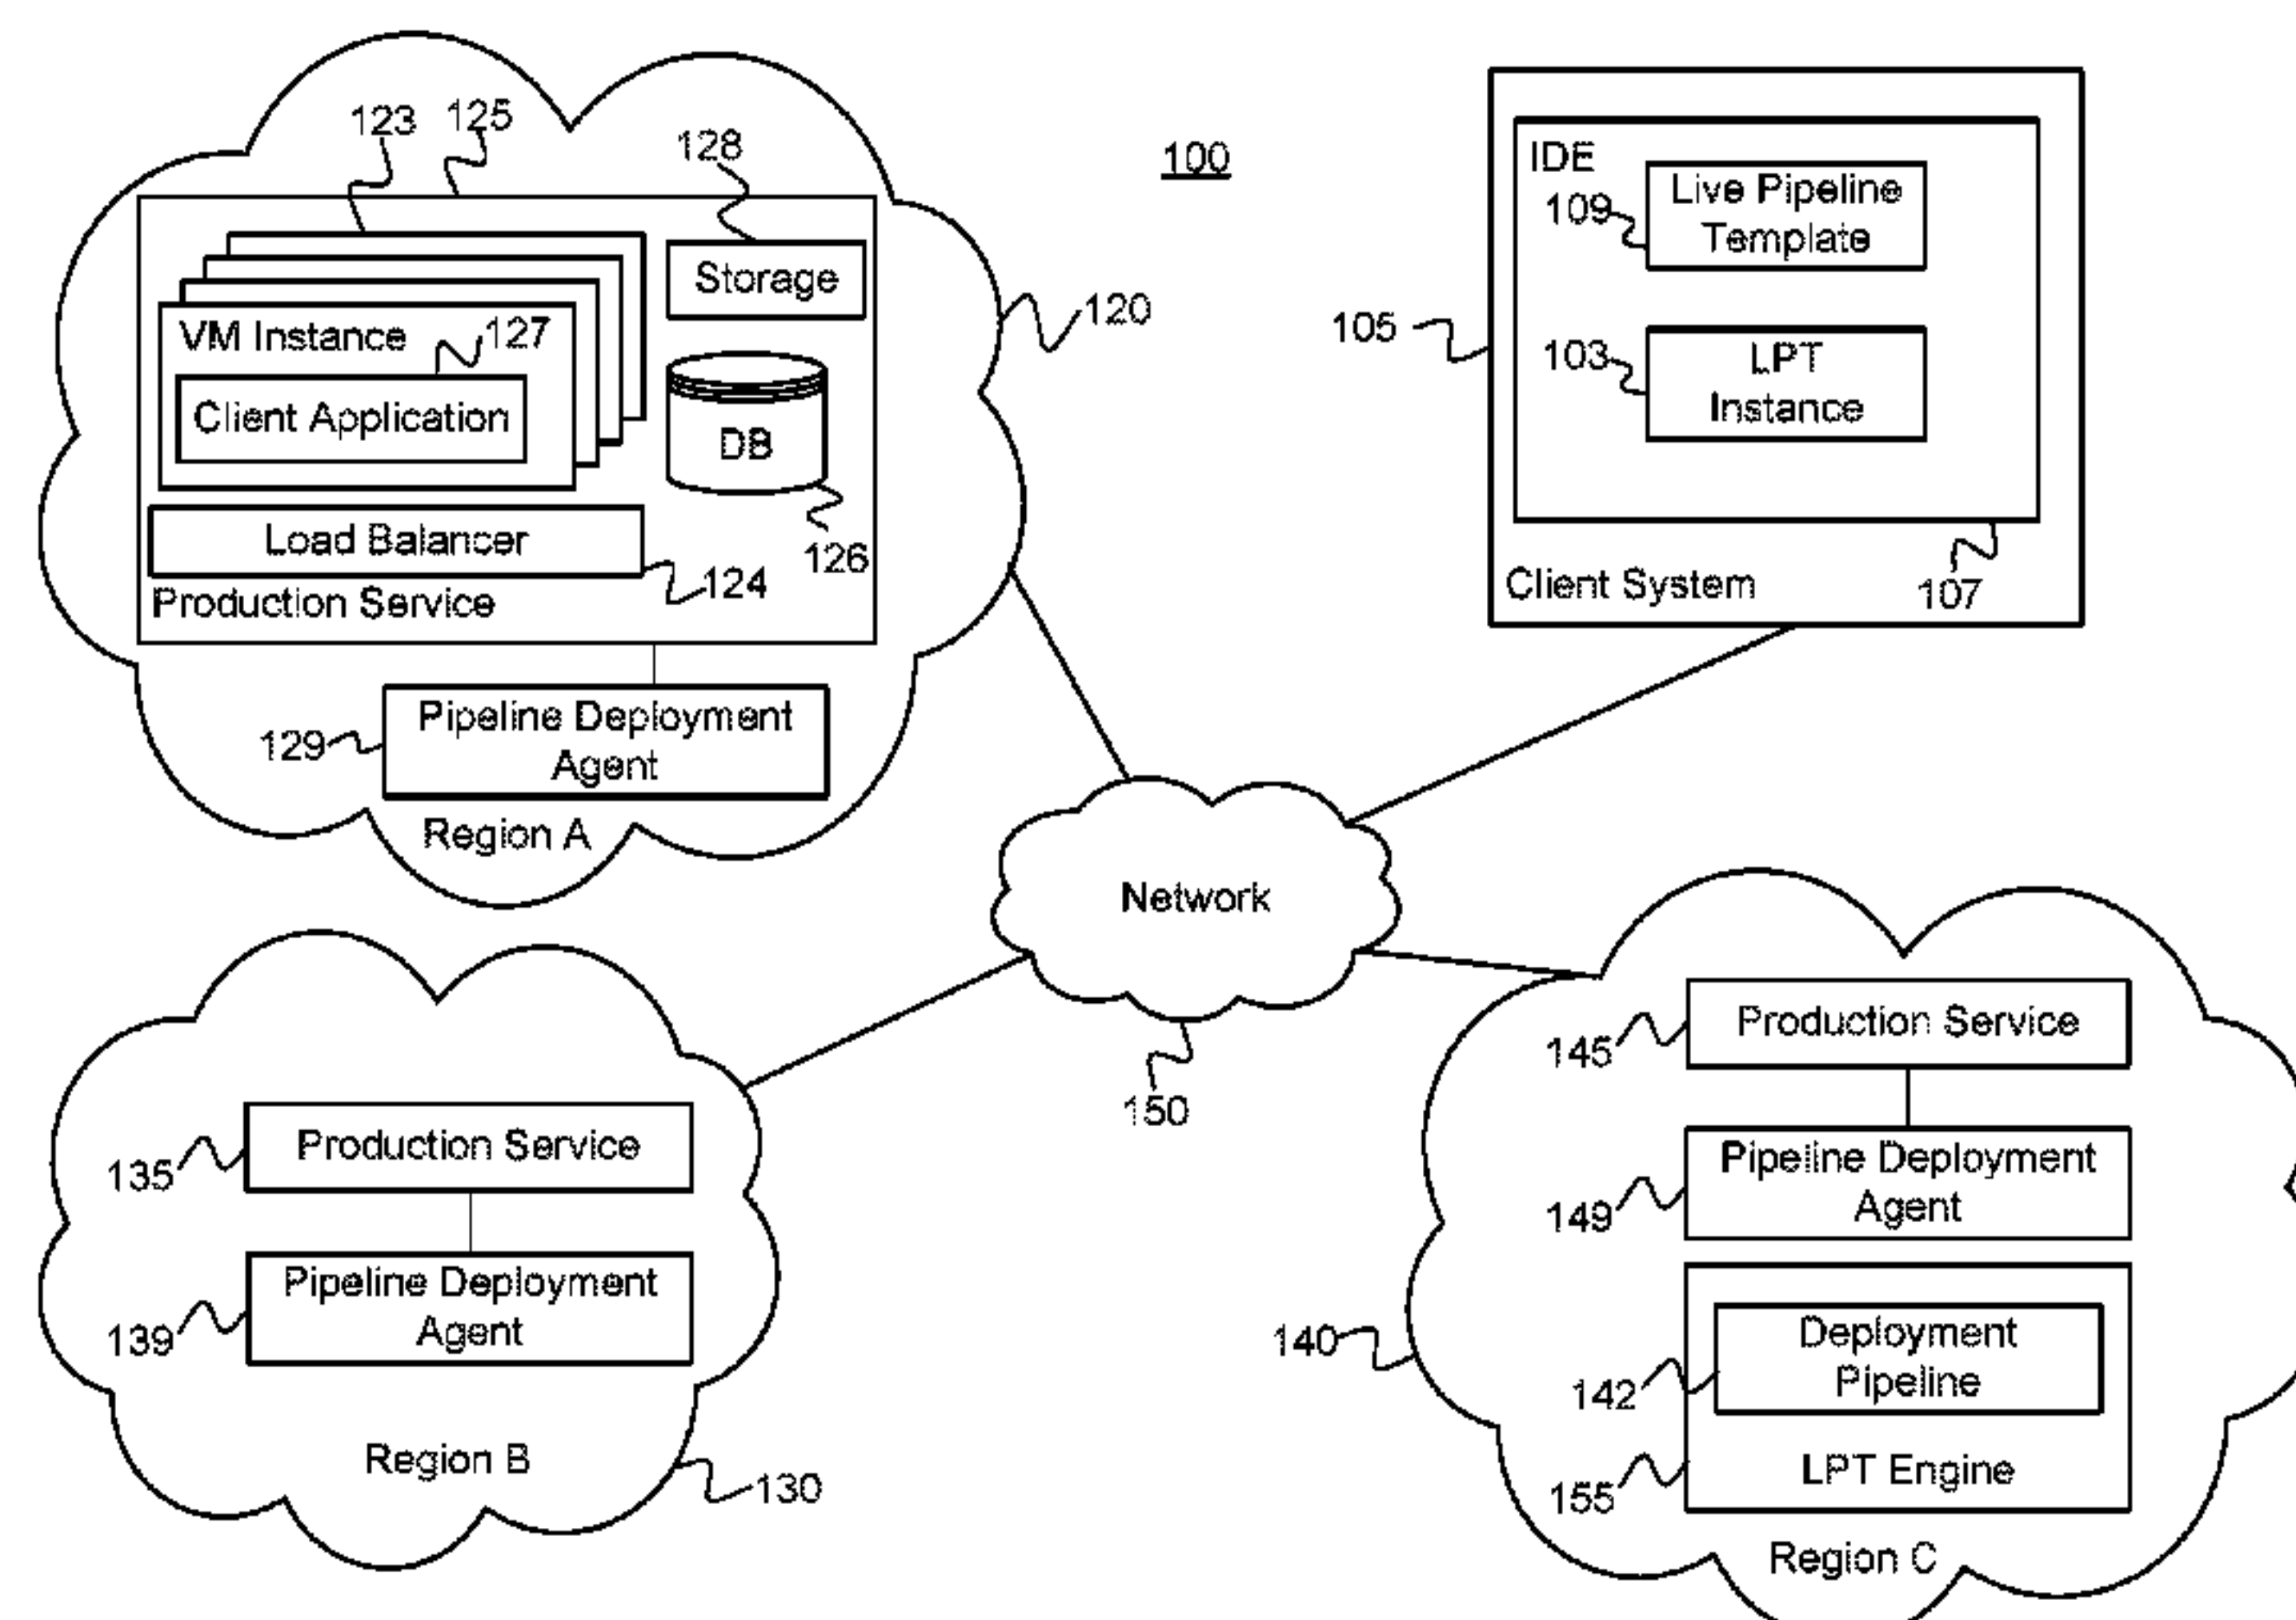 100
123
125
128
Storage
VM Instance
127
Client Application
DB
126
Load Balancer
124
Production Service
120
129
Pipeline Deployment
Agent
Region A
IDE
109
Live Pipeline
Template
105
103
LPT
Instance
Client System
107
Network
150
135
Production Service
139
Pipeline Deployment
Agent
Region B
130
145
Production Service
149
Pipeline Deployment
Agent
140
142
Deployment
Pipeline
155
LPT Engine
Region C